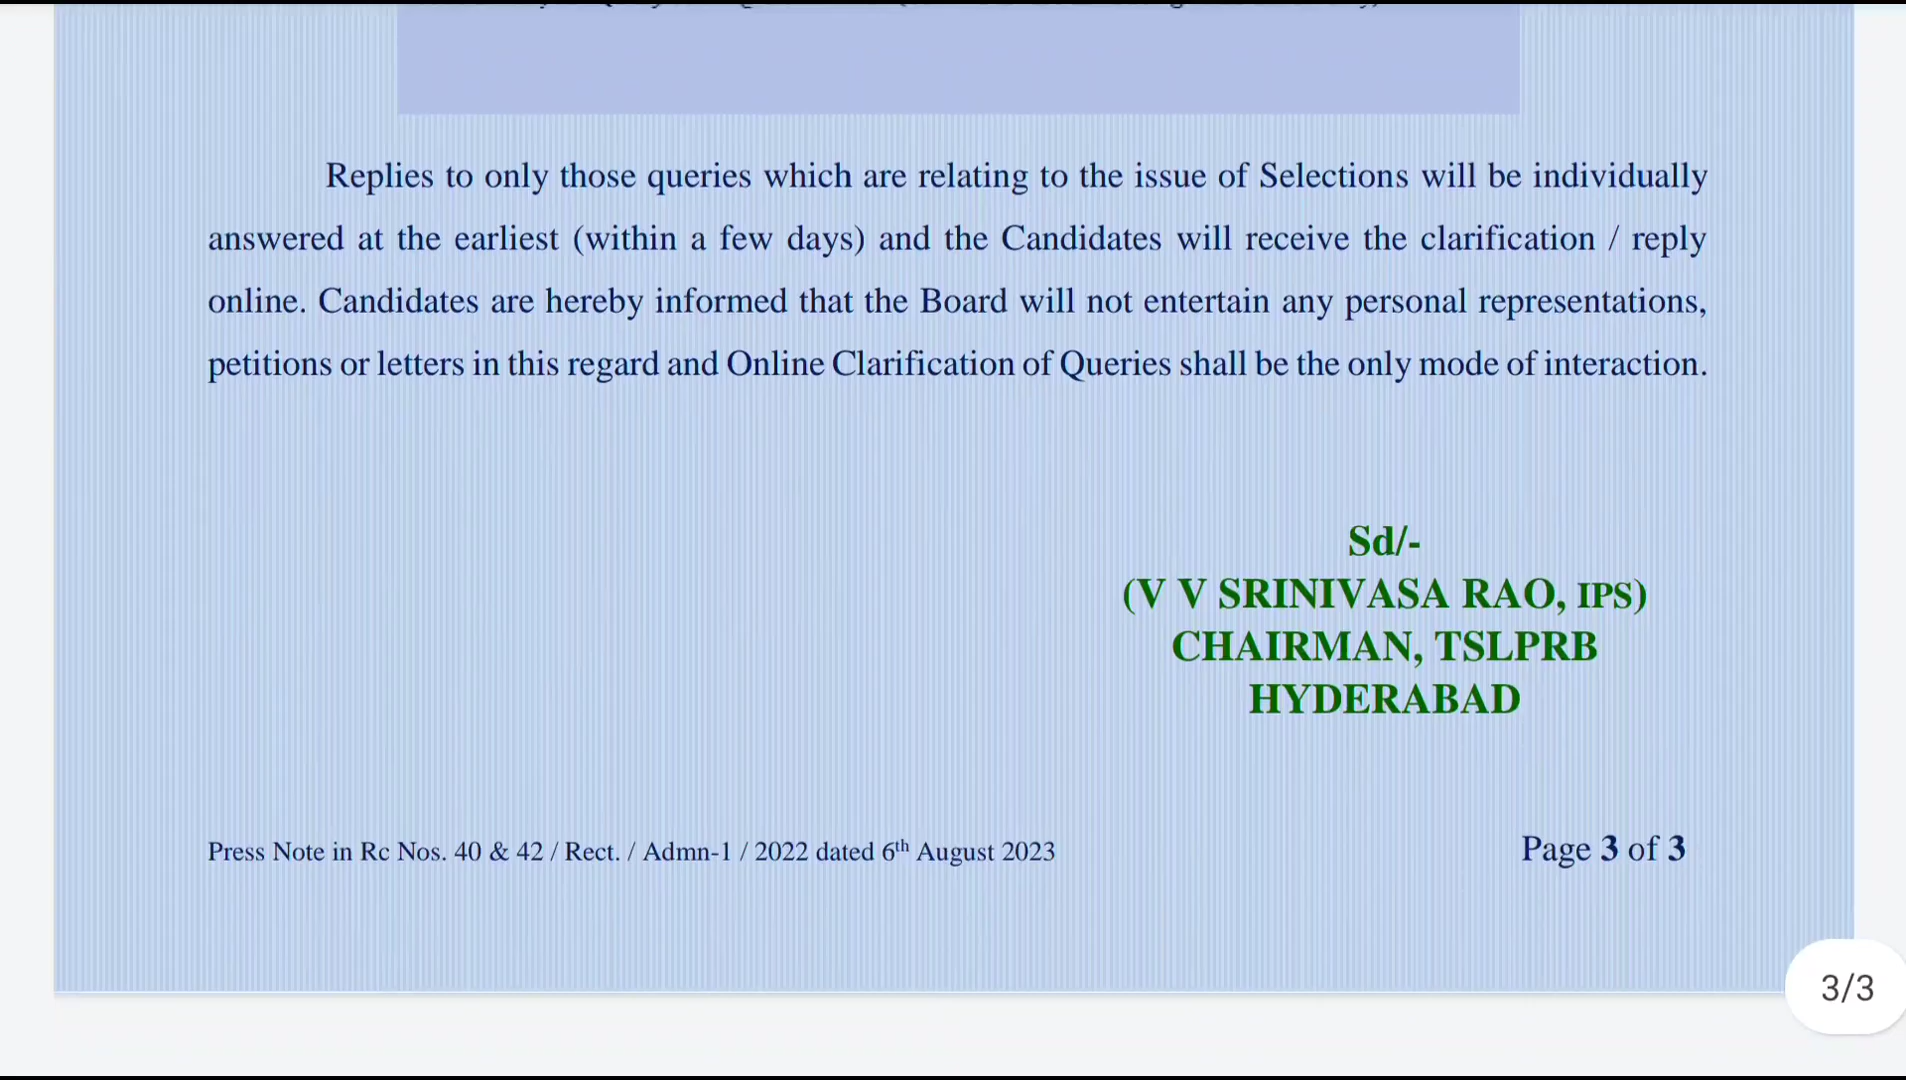 Replies to only those queries which are relating to the issue of Selections will be individually
answered at the earliest (within a few days) and the Candidates will receive the clarification / reply
online. Candidates are hereby informed that the Board will not entertain any personal representations,
petitions or letters in this regard and Online Clarification of Queries shall be the only mode of interaction.
Sd/-
(V V SRINIVASA RAO, IPS)
CHAIRMAN, TSLPRB
HYDERABAD
Press Note in Rc Nos. 40 & 42 / Rect. / Admn-1 / 2022 dated 6th August 2023
Page 3 of 3
3/3